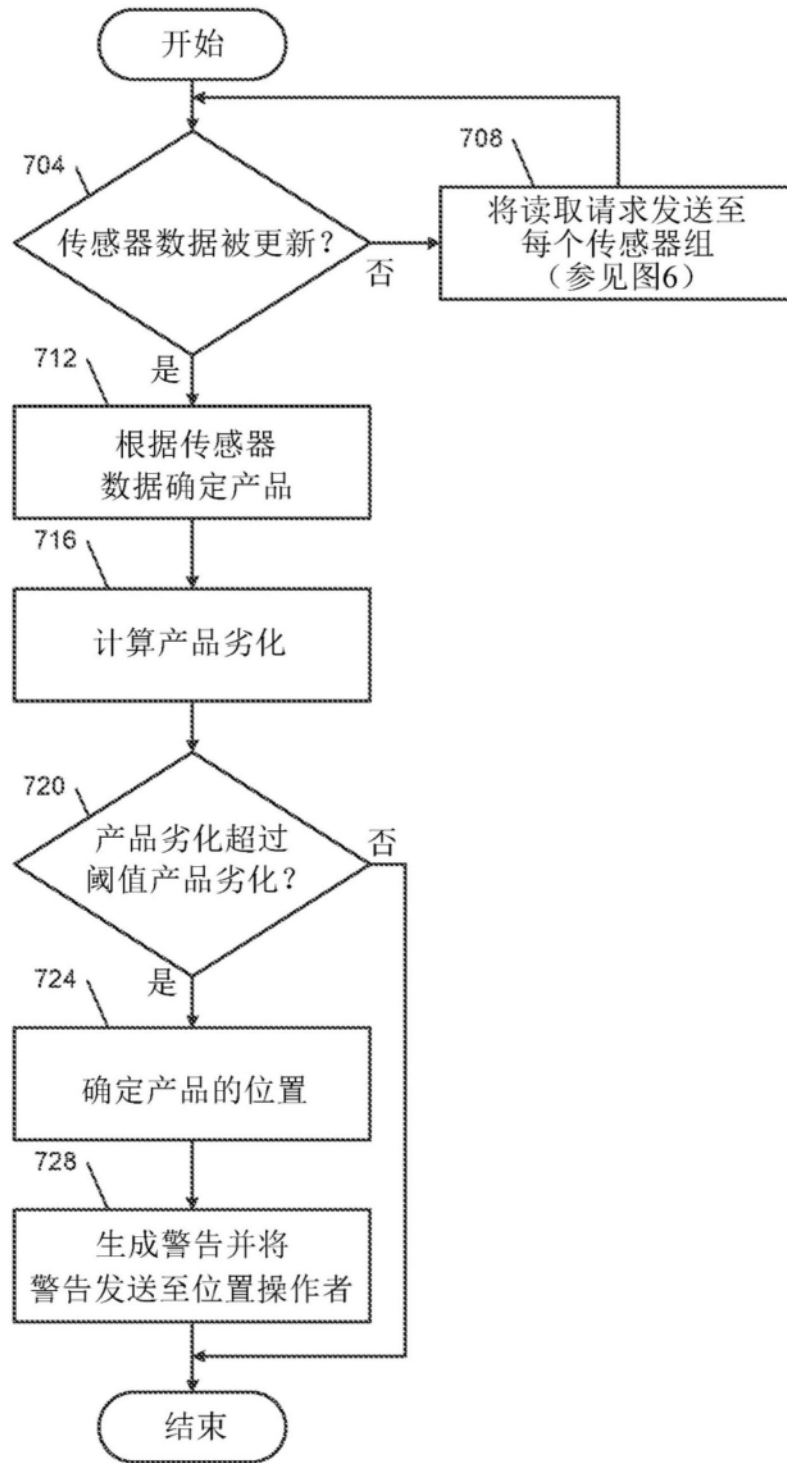 开始
704
传感器数据被更新？
否
708
将读取请求发送至
每个传感器组
（参见图6）
是
712
根据传感器
数据确定产品
716
计算产品劣化
720
产品劣化超过
阈值产品劣化？
否
是
724
确定产品的位置
728
生成警告并将
警告发送至位置操作者
结束